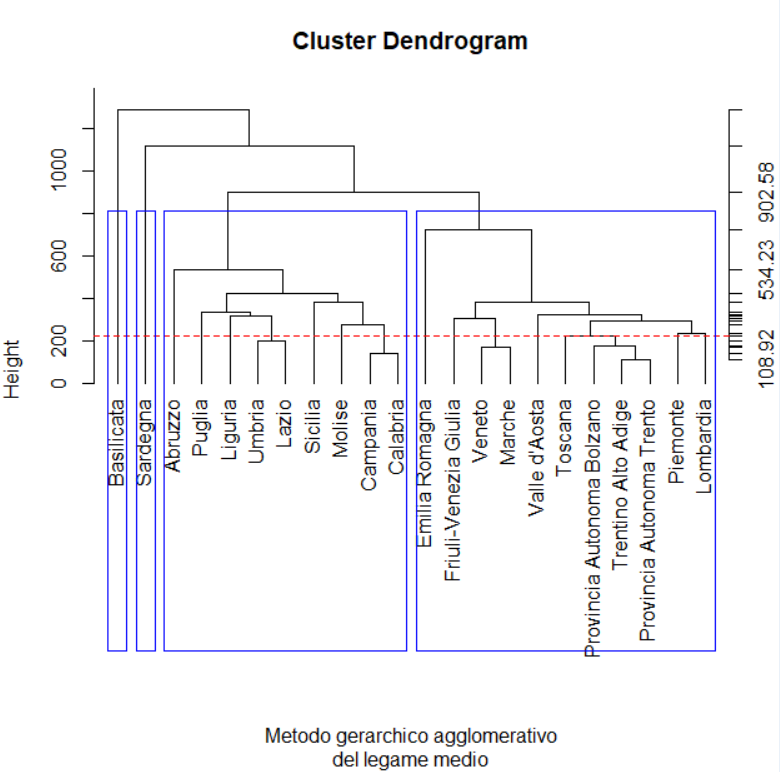 Cluster Dendrogram
Height
0
200
600
1000
108.92
534.23
902.58
Basilicata
Sardegna
Abruzzo
Puglia
Liguria
Umbria
Lazio
Sicilia
Molise
Campania
Calabria
Emilia Romagna
Friuli-Venezia Giulia
Veneto
Marche
Valle d'Aosta
Toscana
Provincia Autonoma Bolzano
Trentino Alto Adige
Provincia Autonoma Trento
Piemonte
Lombardia
Metodo gerarchico agglomerativo
del legame medio